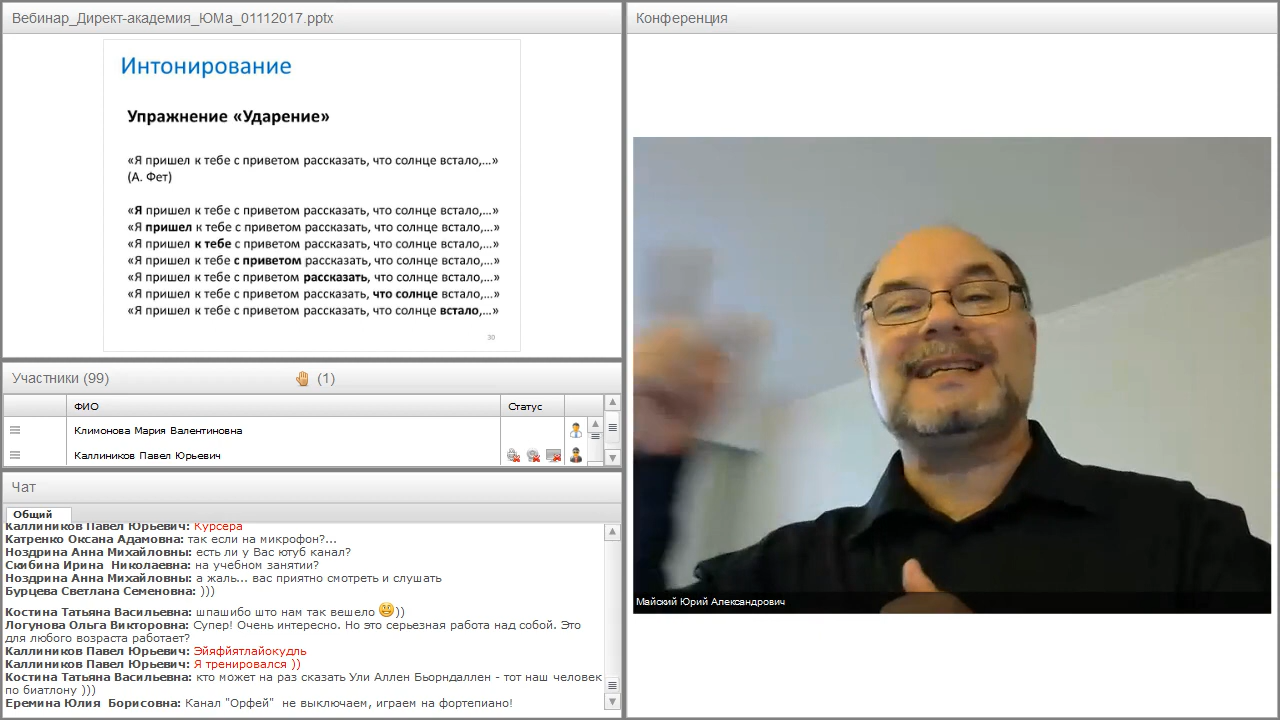 Вебинар_Директ-академия_ЮМа_01112017.pptx
Интонирование
Упражнение «Ударение»
«Я пришел к тебе с приветом рассказать, что солнце встало,...»
(А. Фет)
«Я пришел к тебе с приветом рассказать, что солнце встало,...»
«Я пришел к тебе с приветом рассказать, что солнце встало,...»
«Я пришел к тебе с приветом рассказать, что солнце встало,...»
«Я пришел к тебе с приветом рассказать, что солнце встало,...»
«Я пришел к тебе с приветом рассказать, что солнце встало,...»
«Я пришел к тебе с приветом рассказать, что солнце встало,...»
«Я пришел к тебе с приветом рассказать, что солнце встало,...»
30
Участники (99)
(1)
ФИО
Статус
Климонова Мария Валентиновна
Каллиников Павел Юрьевич
Чат
Общий
Каллиников Павел Юрьевич: Курсера
Катренко Оксана Адамовна: так если на микрофон?...
Ноздрина Анна Михайловны: есть ли у Вас ютуб канал?
Скибина Ирина Николаевна: на учебном занятии?
Ноздрина Анна Михайловны: а жаль... вас приятно смотреть и слушать
Бурцева Светлана Семеновна: )))
Костина Татьяна Васильевна: шпашибо што нам так вешело ))
Логунова Ольга Викторовна: Супер! Очень интересно. Но это серьезная работа над собой. Это
для любого возраста работает?
Каллиников Павел Юрьевич: Эйяфйятлайокудль
Каллиников Павел Юрьевич: Я тренировался ))
Костина Татьяна Васильевна: кто может на раз сказать Ули Аллен Бьорндаллен - тот наш человек
по биатлону )))
Еремина Юлия Борисовна: Канал "Орфей" не выключаем, играем на фортепиано!
Конференция
Майский Юрий Александрович